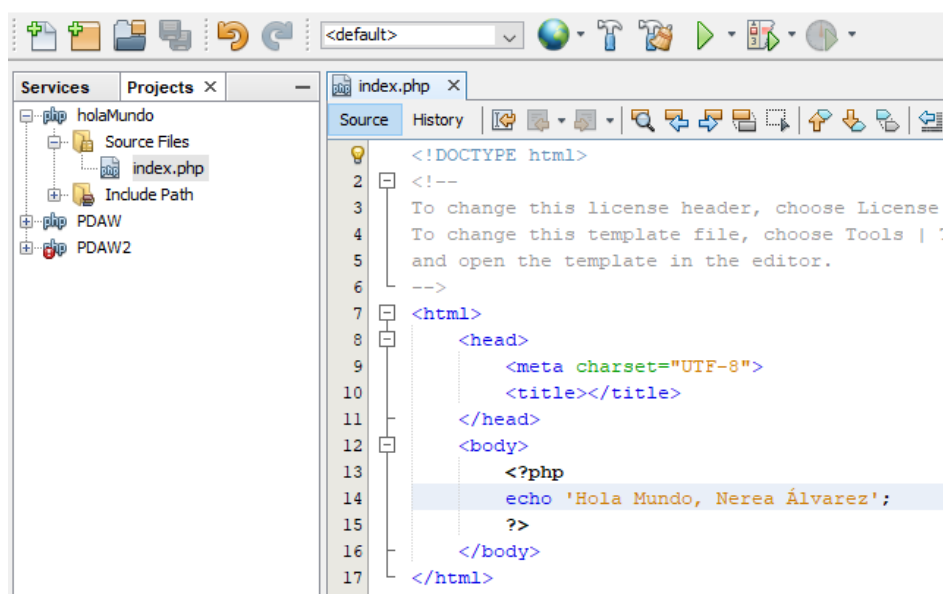 <default>
Services Projects
index.php
holaMundo
Source Files
index.php
Include Path
PDAW
PDAW2
Source History
<!DOCTYPE html>
2 <!--
3 To change this license header, choose License
4 To change this template file, choose Tools |
5 and open the template in the editor.
6 -->
7 <html>
8 <head>
9 <meta charset="UTF-8">
10 <title></title>
11 </head>
12 <body>
13 <?php
14 echo 'Hola Mundo, Nerea Álvarez';
15 ?>
16 </body>
17 </html>